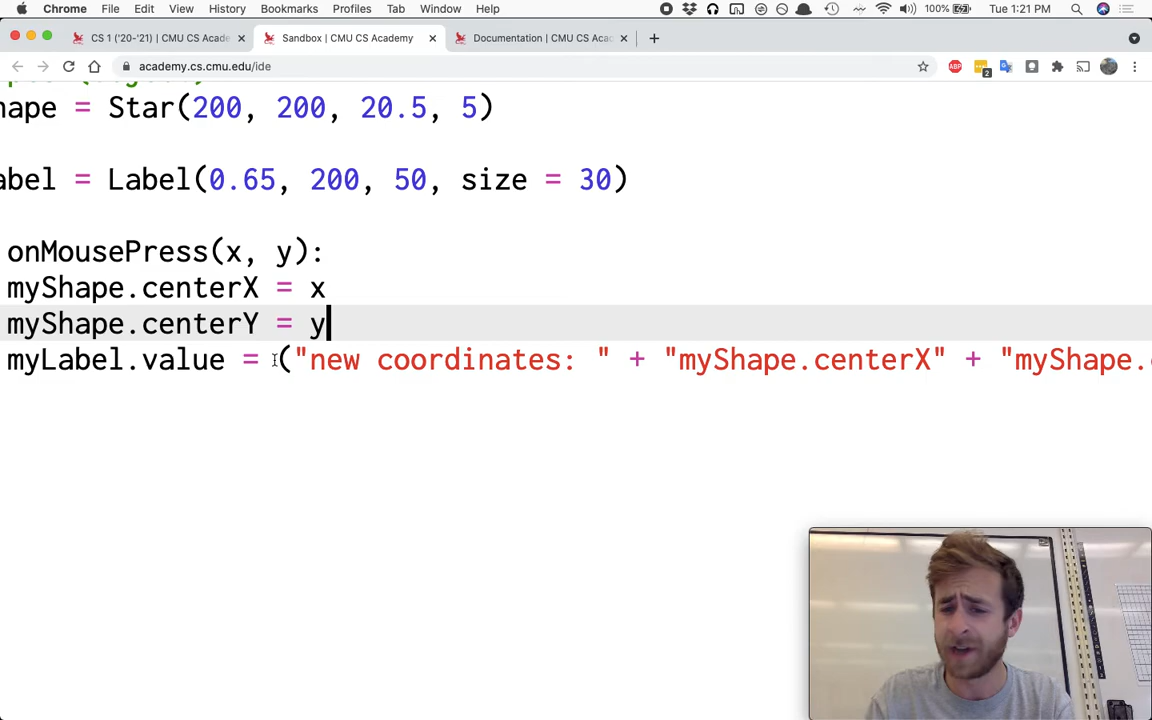 Chrome File Edit View History Bookmarks Profiles Tab Window Help 100% Tue 1:21 PM
CS 1 ('20-'21) | CMU CS Acade Sandbox | CMU CS Academy Documentation | CMU CS Acad
academy.cs.cmu.edu/ide ABP 2
hape = Star(200, 200, 20.5, 5)
abel = Label(0.65, 200, 50, size = 30)
onMousePress(x, y):
myShape.centerX = x
myShape.centerY = y
myLabel.value = ("new coordinates: " + "myShape.centerX" + "myShape.